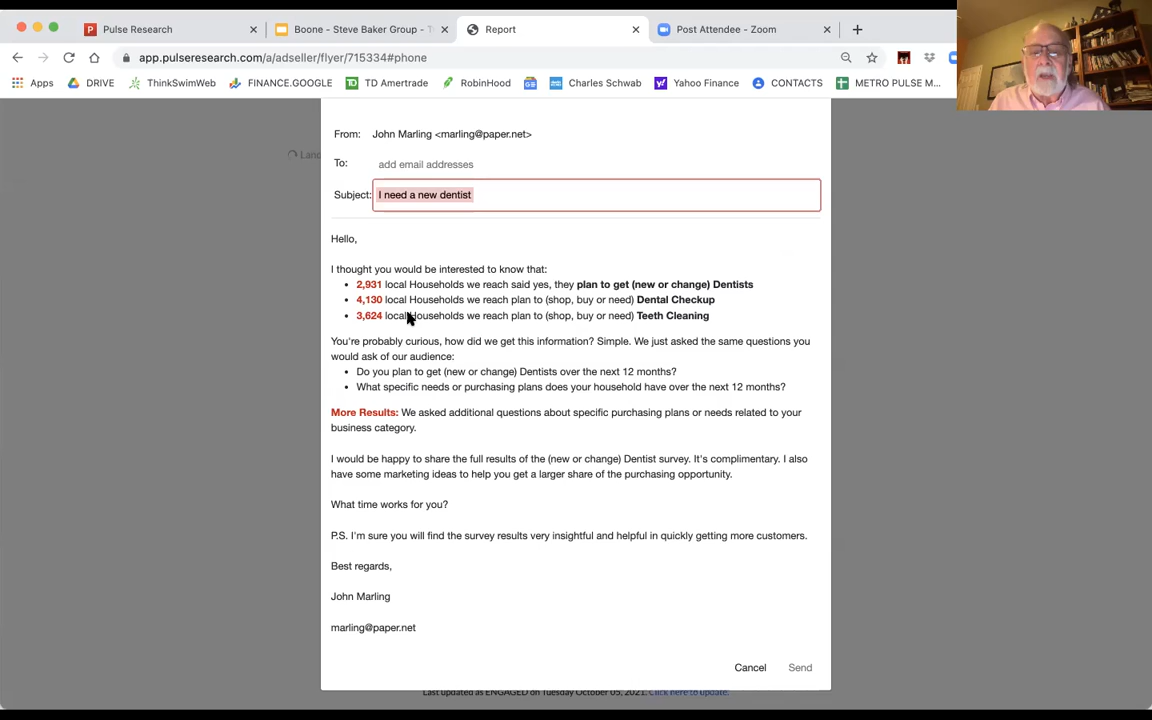 Pulse Research
Boone - Steve Baker Group - T
Report
Post Attendee - Zoom
app.pulseresearch.com/a/adseller/flyer/715334#phone
Apps
DRIVE
ThinkSwimWeb
FINANCE.GOOGLE
TD Amertrade
RobinHood
Charles Schwab
Yahoo Finance
CONTACTS
METRO PULSE M...
Lan
From: John Marling <marling@paper.net>
To: add email addresses
Subject: I need a new dentist
Hello,
I thought you would be interested to know that:
• 2,931 local Households we reach said yes, they plan to get (new or change) Dentists
• 4,130 local Households we reach plan to (shop, buy or need) Dental Checkup
• 3,624 local Households we reach plan to (shop, buy or need) Teeth Cleaning
You're probably curious, how did we get this information? Simple. We just asked the same questions you
would ask of our audience:
• Do you plan to get (new or change) Dentists over the next 12 months?
• What specific needs or purchasing plans does your household have over the next 12 months?
More Results: We asked additional questions about specific purchasing plans or needs related to your
business category.
I would be happy to share the full results of the (new or change) Dentist survey. It's complimentary. I also
have some marketing ideas to help you get a larger share of the purchasing opportunity.
What time works for you?
P.S. I'm sure you will find the survey results very insightful and helpful in quickly getting more customers.
Best regards,
John Marling
marling@paper.net
Cancel
Send
Last updated as ENGAGED on Tuesday October 05, 2021. Click here to update.